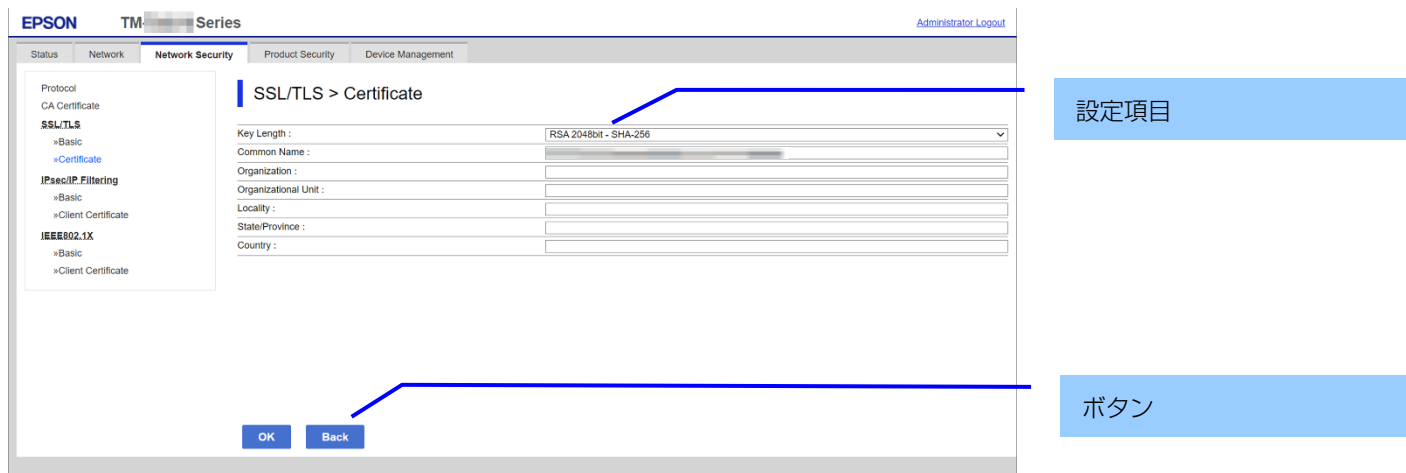 EPSON TM- Series Administrator Logout
Status Network Network Security Product Security Device Management
Protocol
CA Certificate
SSL/TLS
»Basic
»Certificate
IPsec/IP Filtering
»Basic
»Client Certificate
IEEE802.1X
»Basic
»Client Certificate
SSL/TLS > Certificate
Key Length : RSA 2048bit - SHA-256
Common Name :
Organization :
Organizational Unit :
Locality :
State/Province :
Country :
OK Back
設定項目
ボタン